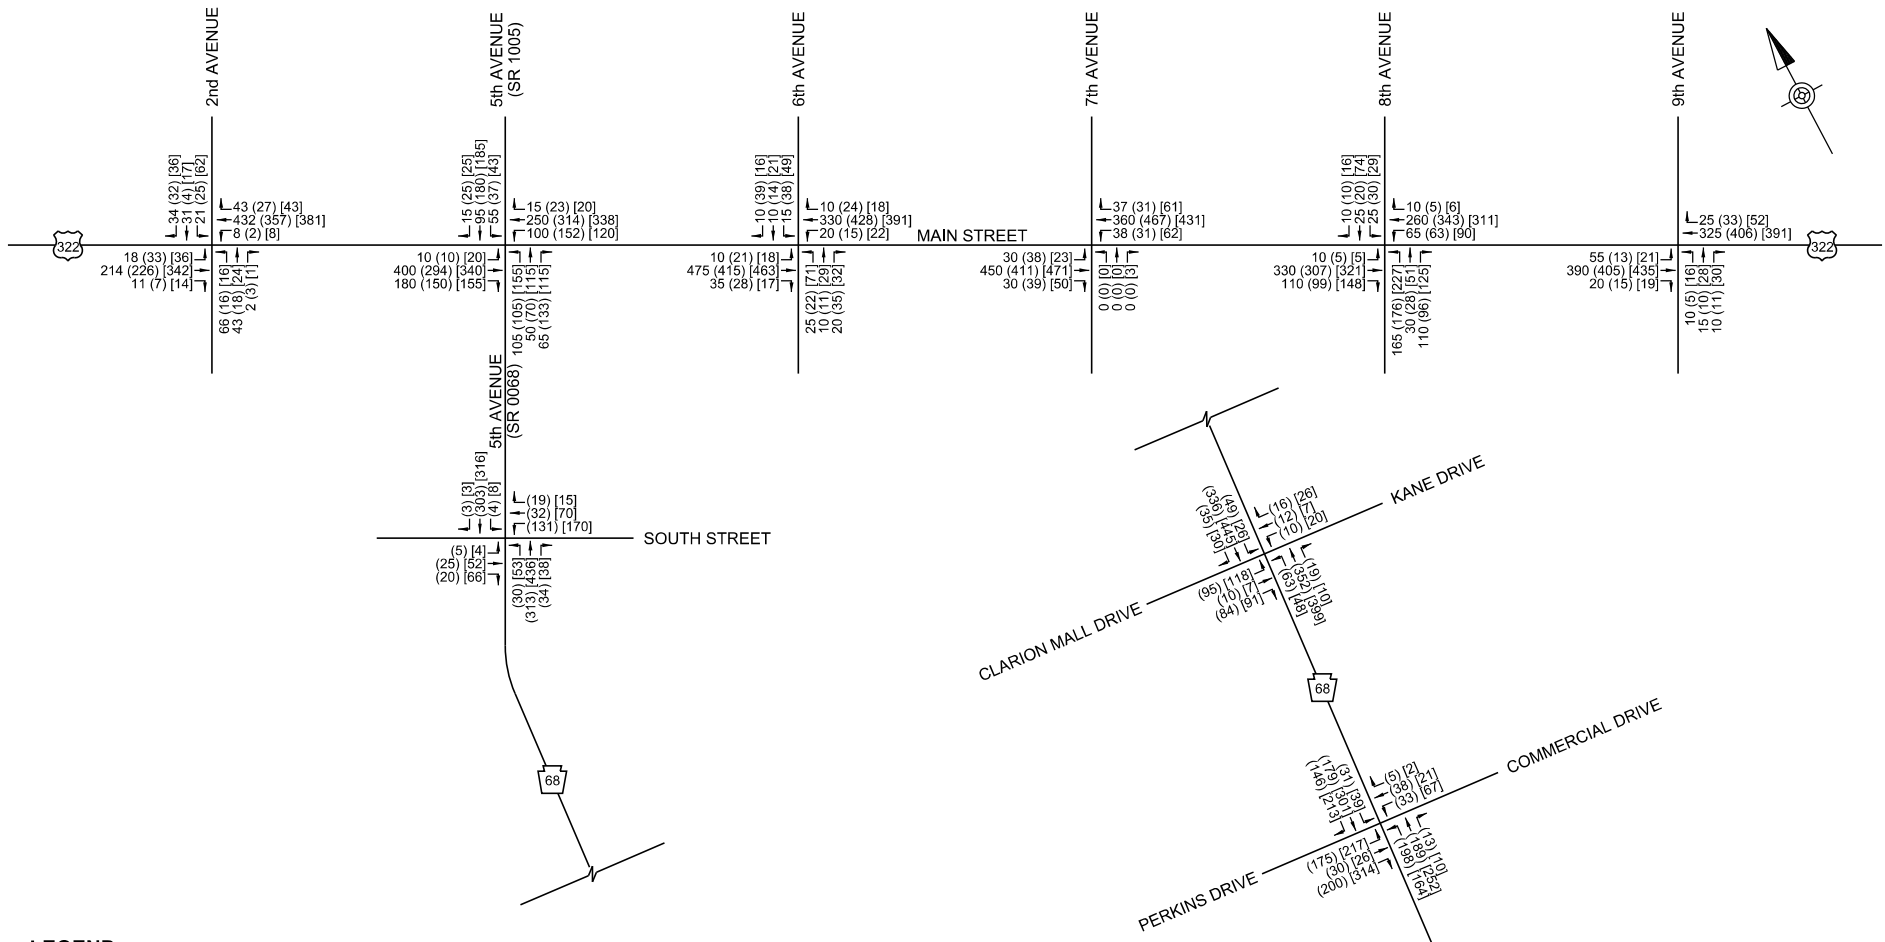 2nd AVENUE
5th AVENUE
(SR 1005)
6th AVENUE
7th AVENUE
8th AVENUE
9th AVENUE
34 (32) [36]
31 (4) [17]
21 (25) [62]
43 (27) [43]
432 (357) [381]
8 (2) [8]
18 (33) [36]
214 (226) [342]
11 (7) [14]
66 (16) [16]
43 (18) [24]
2 (3) [1]
15 (25) [25]
95 (180) [185]
55 (37) [43]
15 (23) [20]
250 (314) [338]
100 (152) [120]
10 (10) [20]
400 (294) [340]
180 (150) [155]
105 (105) [155]
50 (70) [115]
65 (133) [115]
10 (39) [16]
10 (14) [21]
15 (38) [49]
10 (24) [18]
330 (428) [391]
20 (15) [22]
10 (21) [18]
475 (415) [463]
35 (28) [17]
25 (22) [71]
10 (11) [29]
20 (35) [32]
MAIN STREET
37 (31) [61]
360 (467) [431]
38 (31) [62]
30 (38) [23]
450 (411) [471]
30 (39) [50]
0 (0) [0]
0 (0) [0]
0 (0) [3]
10 (10) [16]
25 (20) [74]
25 (30) [29]
10 (5) [6]
260 (343) [311]
65 (63) [90]
10 (5) [5]
330 (307) [321]
110 (99) [148]
165 (176) [227]
30 (28) [51]
110 (96) [125]
25 (33) [52]
325 (406) [391]
55 (13) [21]
390 (405) [435]
20 (15) [19]
10 (5) [16]
15 (10) [28]
10 (11) [30]
322
322
5th AVENUE
(SR 0068)
(3) [3]
(303) [316]
(4) [8]
(19) [15]
(32) [70]
(131) [170]
SOUTH STREET
(5) [4]
(25) [52]
(20) [66]
(30) [53]
(313) [436]
(34) [38]
68
KANE DRIVE
(49) [26]
(336) [445]
(35) [30]
(16) [26]
(12) [7]
(10) [20]
(95) [118]
(10) [7]
(84) [91]
(19) [10]
(352) [399]
(63) [48]
CLARION MALL DRIVE
68
COMMERCIAL DRIVE
(31) [39]
(179) [301]
(146) [213]
(5) [2]
(38) [21]
(33) [67]
(175) [217]
(30) [26]
(200) [314]
(13) [10]
(189) [252]
(198) [164]
PERKINS DRIVE
LEGEND